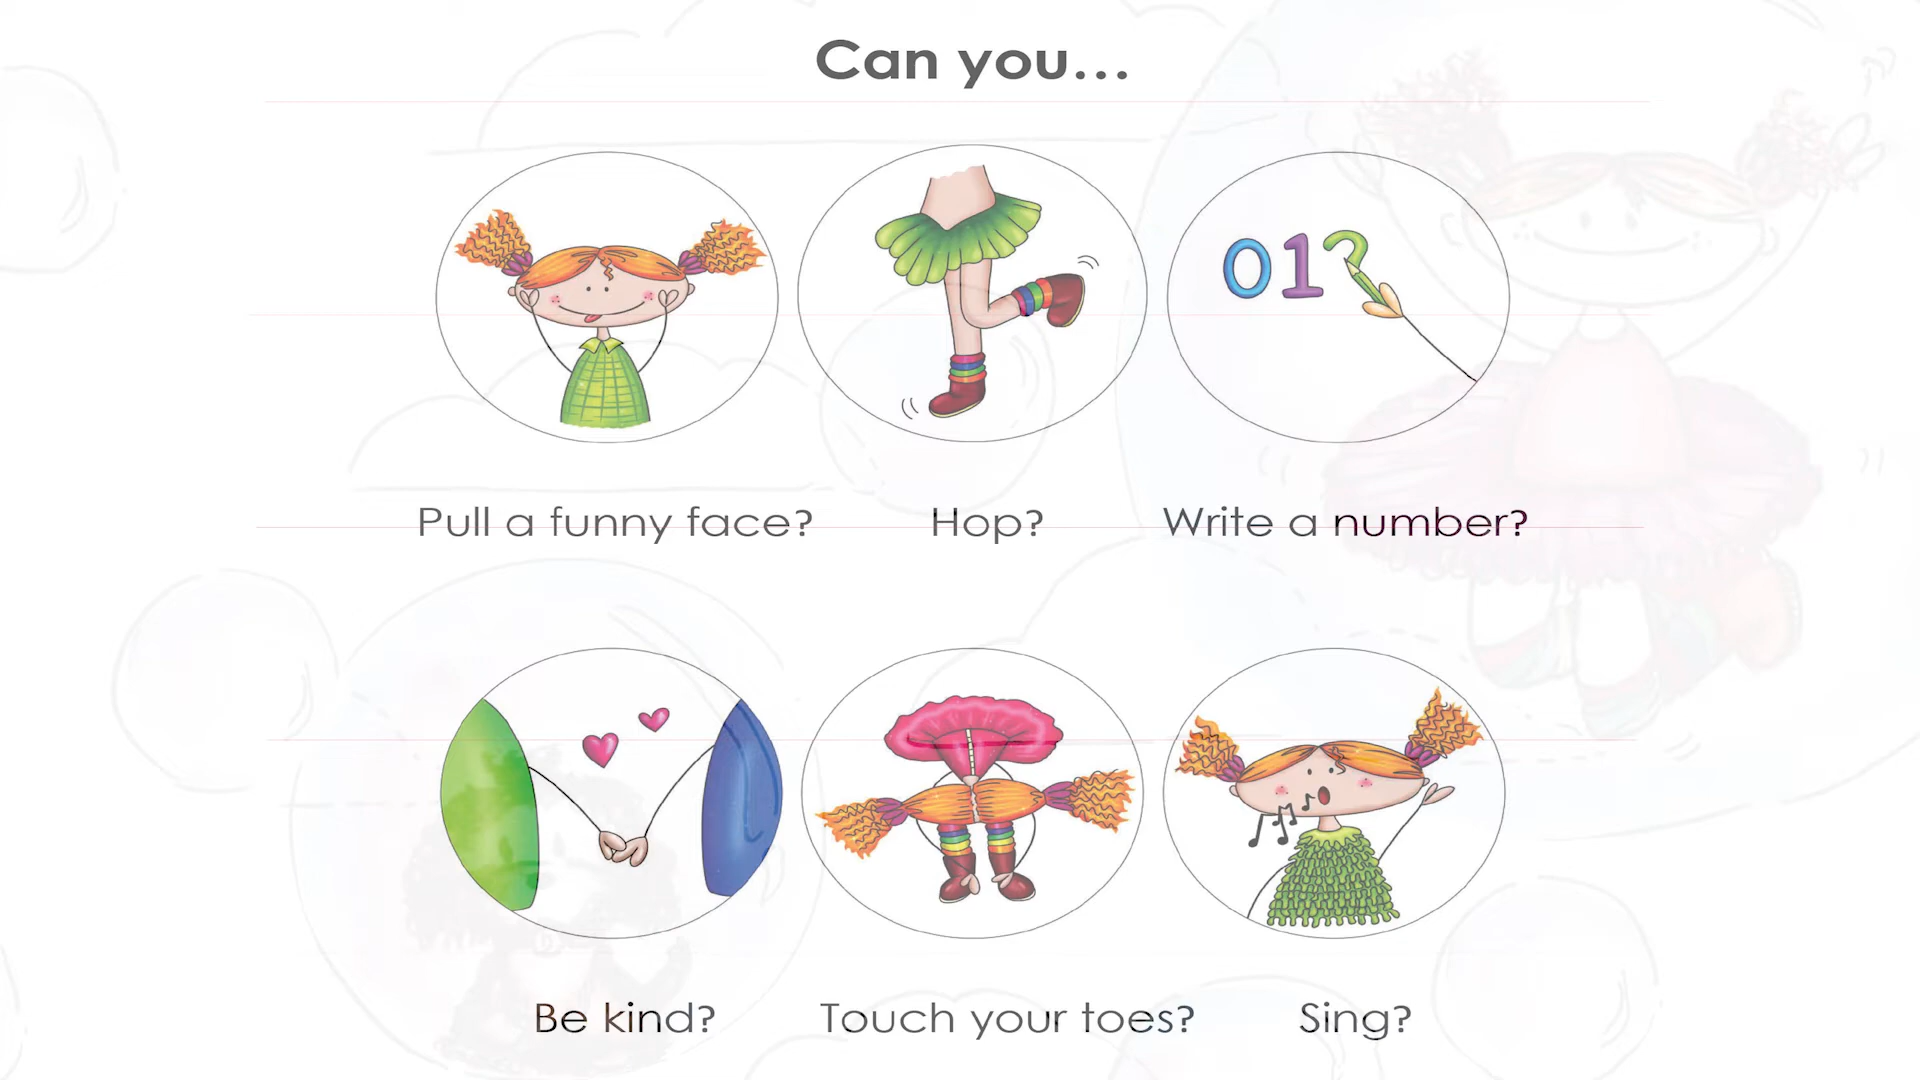 Can you...
Pull a funny face?
Hop?
Write a number?
012
Be kind?
Touch your toes?
Sing?